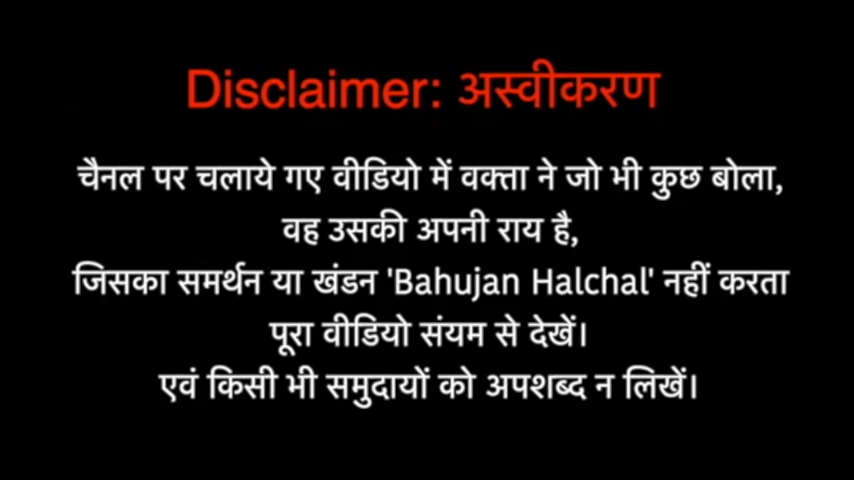 Disclaimer: अस्वीकरण
चैनल पर चलाये गए वीडियो में वक्ता ने जो भी कुछ बोला,
वह उसकी अपनी राय है,
जिसका समर्थन या खंडन 'Bahujan Halchal' नहीं करता
पूरा वीडियो संयम से देखें।
एवं किसी भी समुदायों को अपशब्द न लिखें।